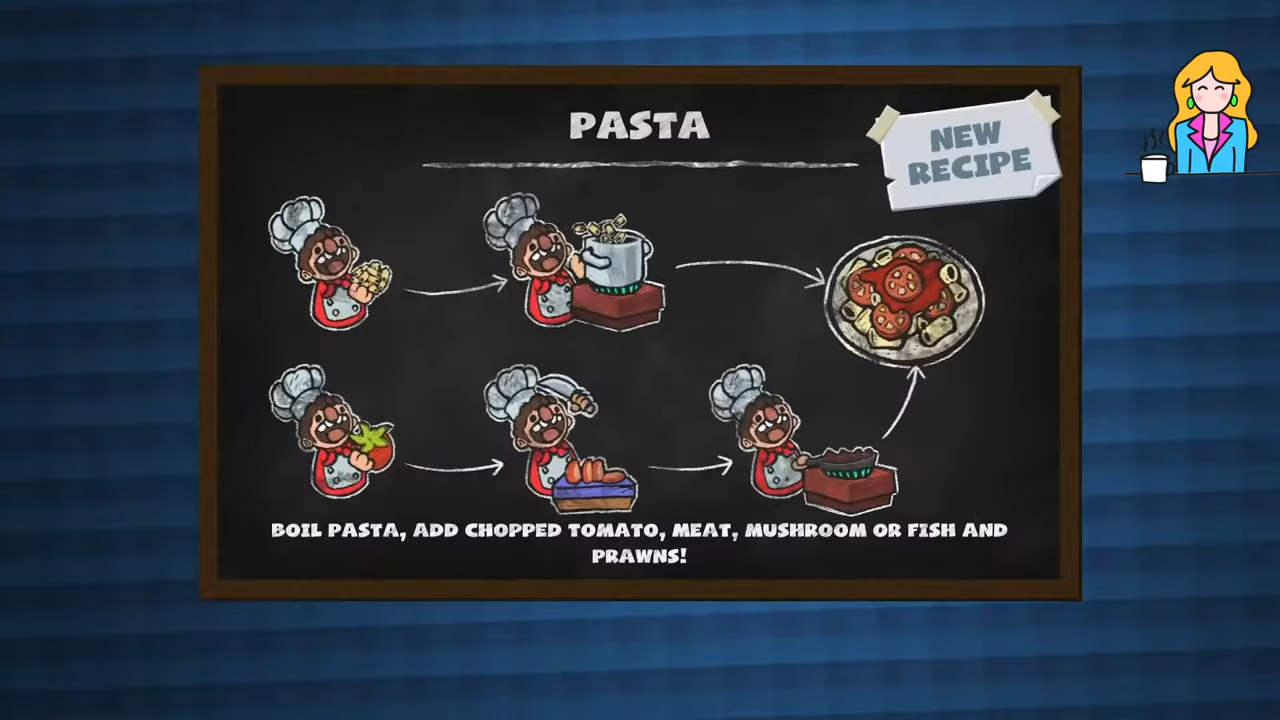 PASTA
NEW
RECIPE
BOIL PASTA, ADD CHOPPED TOMATO, MEAT, MUSHROOM OR FISH AND
PRAWNS!